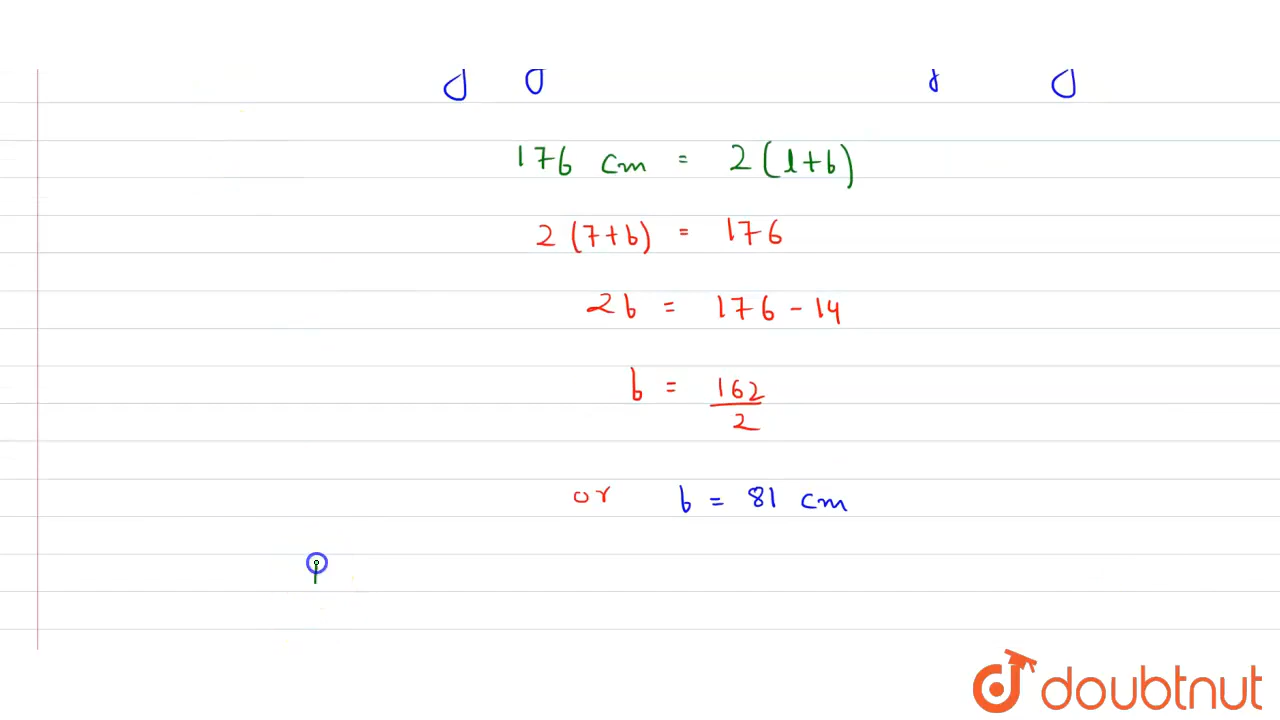 176 cm = 2(l+b)
2(7+b) = 176
2b = 176 - 14
b = 162/2
or b = 81 cm
doubtnut